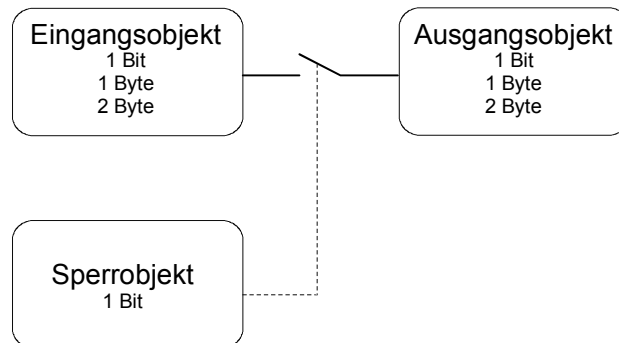 Eingangsobjekt
1 Bit
1 Byte
2 Byte
Ausgangsobjekt
1 Bit
1 Byte
2 Byte
Sperrobjekt
1 Bit